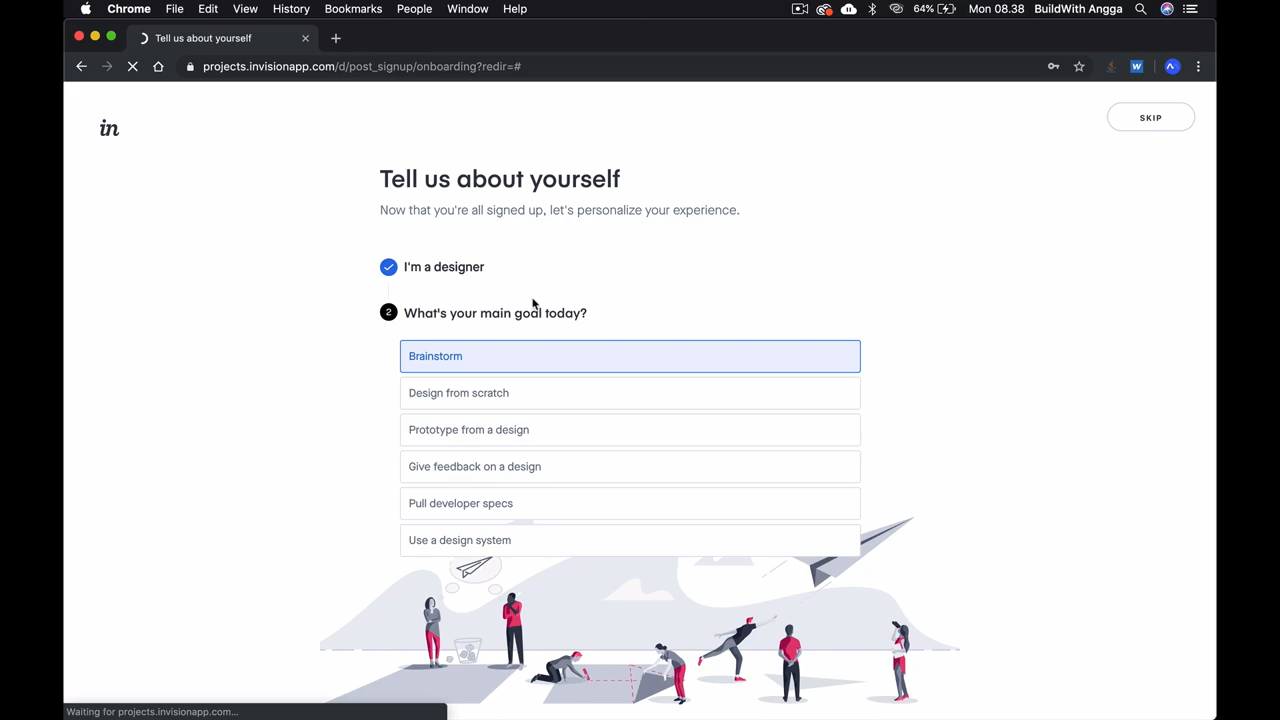 Chrome File Edit View History Bookmarks People Window Help 64% Mon 08.38 BuildWith Angga
Tell us about yourself
projects.invisionapp.com/d/post_signup/onboarding?redir=#
W
in
SKIP
Tell us about yourself
Now that you're all signed up, let's personalize your experience.
I'm a designer
2 What's your main goal today?
Brainstorm
Design from scratch
Prototype from a design
Give feedback on a design
Pull developer specs
Use a design system
Waiting for projects.invisionapp.com...